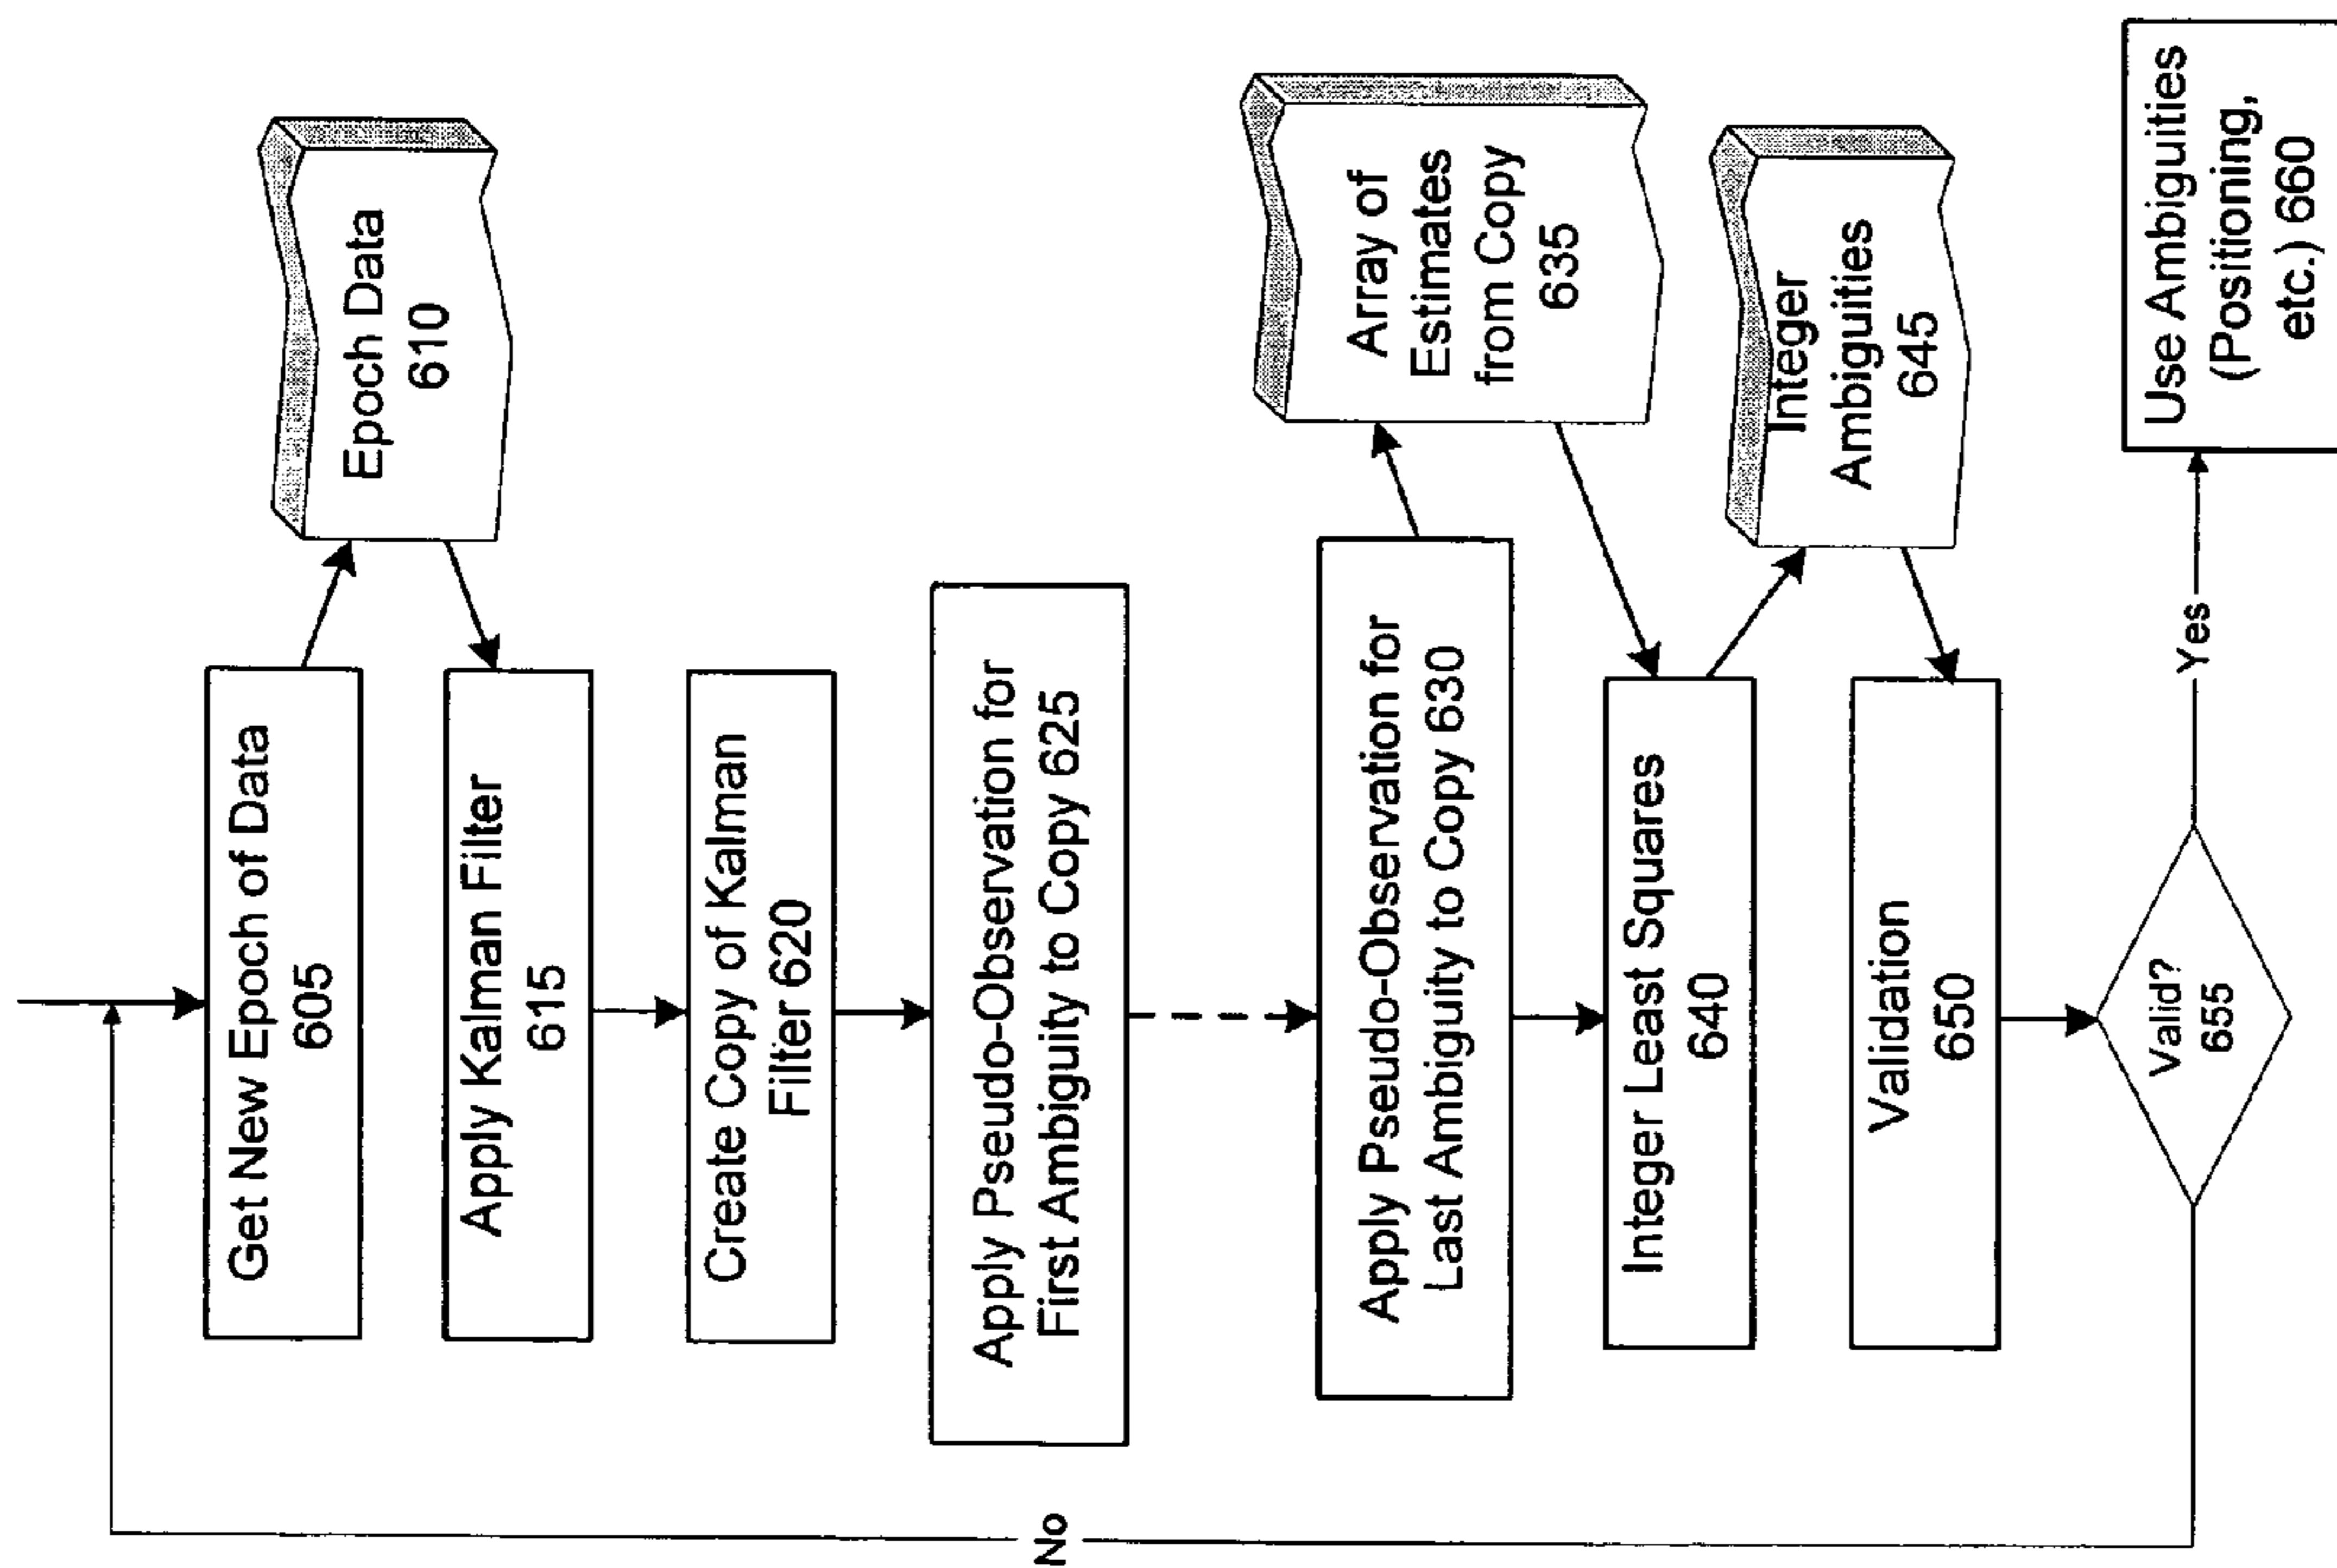 Get New Epoch of Data
605
Epoch Data
610
Apply Kalman Filter
615
Create Copy of Kalman
Filter 620
Apply Pseudo-Observation for
First Ambiguity to Copy 625
Apply Pseudo-Observation for
Last Ambiguity to Copy 630
Array of
Estimates
from Copy
635
Integer Least Squares
640
Integer
Ambiguities
645
Validation
650
Valid?
655
No
Yes
Use Ambiguities
(Positioning,
etc.) 660